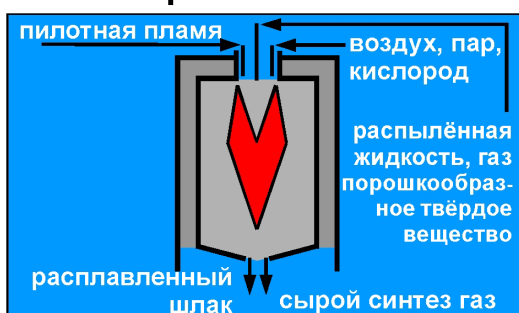 пилотная пламя
воздух, пар,
кислород
распылённая
жидкость, газ
порошкообраз-
ное твёрдое
вещество
расплавленный
шлак
сырой синтез газ